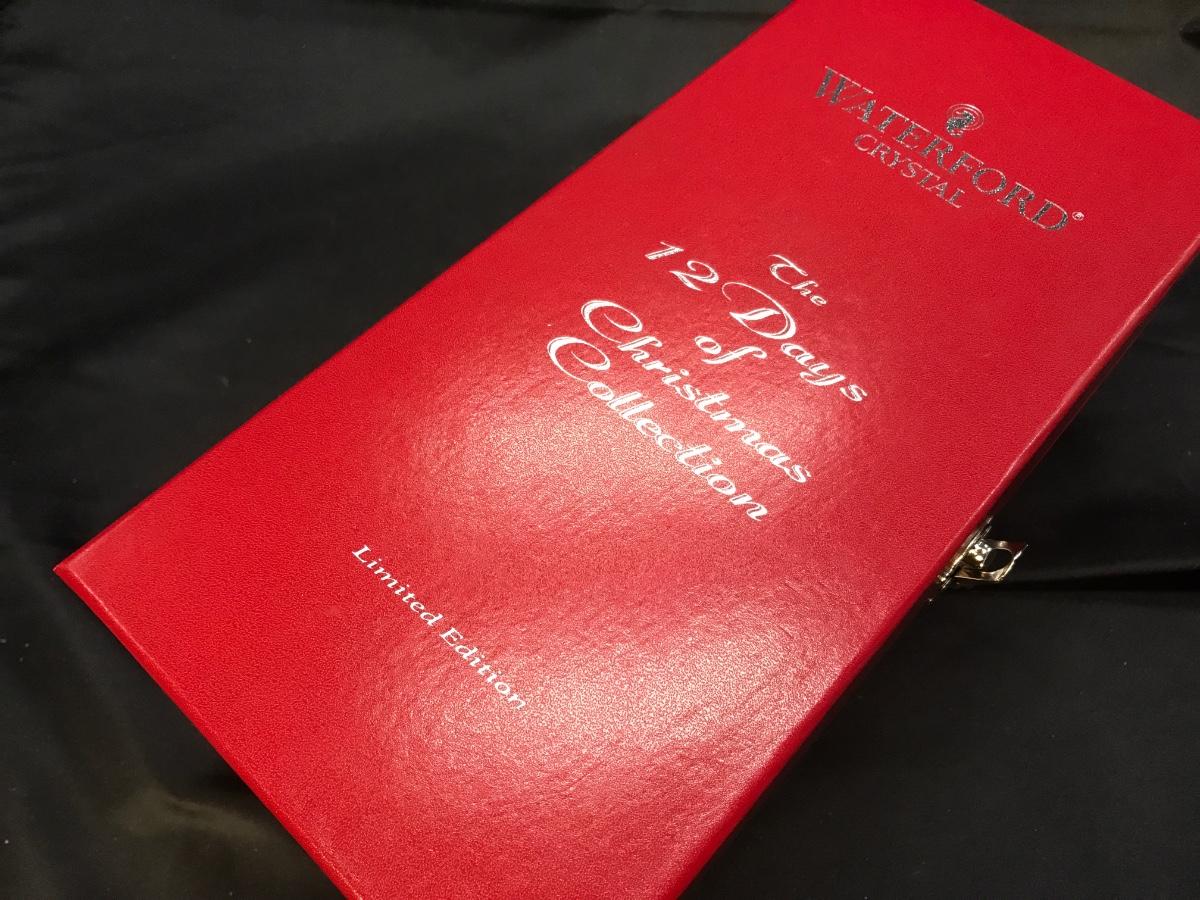 WATERFORD®
CRYSTAL
The
12 Days
of
Christmas
Collection
Limited Edition